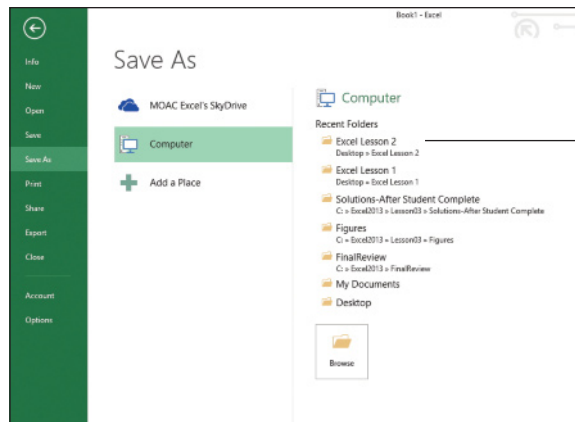 Book1 - Excel
Info
New
Open
Save
Save As
Print
Share
Export
Close
Account
Options
Save As
MOAC Excel's SkyDrive
Computer
Add a Place
Computer
Recent Folders
Excel Lesson 2
Desktop » Excel Lesson 2
Excel Lesson 1
Desktop » Excel Lesson 1
Solutions-After Student Complete
C: » Excel2013 » Lesson03 » Solutions-After Student Complete
Figures
C: » Excel2013 » Lesson03 » Figures
FinalReview
C: » Excel2013 » FinalReview
My Documents
Desktop
Browse